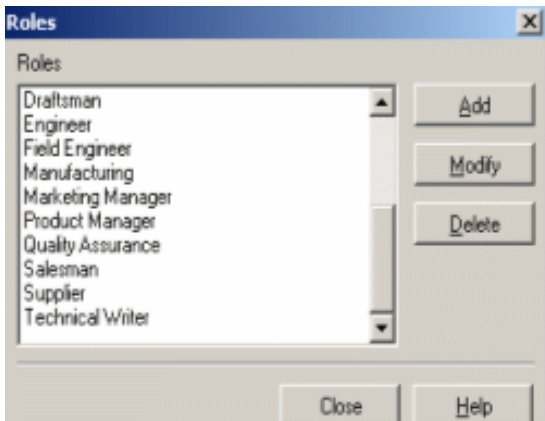 Roles
Roles
Draftsman
Engineer
Field Engineer
Manufacturing
Marketing Manager
Product Manager
Quality Assurance
Salesman
Supplier
Technical Writer
Add
Modify
Delete
Close
Help